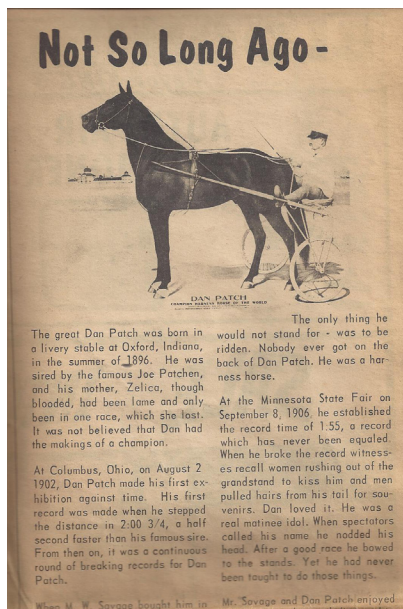 Not So Long Ago-
DAN PATCH
CHAMPION HARNESS HORSE OF THE WORLD
The great Dan Patch was born in
a livery stable at Oxford, Indiana,
in the summer of 1896. He was
sired by the famous Joe Patchen,
and his mother, Zelica, though
blooded, had been lame and only
been in one race, which she lost.
It was not believed that Dan had
the makings of a champion.
At Columbus, Ohio, on August 2
1902, Dan Patch made his first ex-
hibition against time. His first
record was made when he stepped
the distance in 2:00 3/4, a half
second faster than his famous sire.
From then on, it was a continuous
round of breaking records for Dan
Patch.
When M. Savage bought him in
The only thing he
would not stand for - was to be
ridden. Nobody ever got on the
back of Dan Patch. He was a har-
ness horse.
At the Minnesota State Fair on
September 8, 1906, he established
the record time of 1:55, a record
which has never been equaled.
When he broke the record witness-
es recall women rushing out of the
grandstand to kiss him and men
pulled hairs from his tail for sou-
venirs. Dan loved it. He was a
real matinee idol. When spectators
called his name he nodded his
head. After a good race he bowed
to the stands. Yet he had never
been taught to do those things.
Mr. Savage and Dan Patch enjoyed